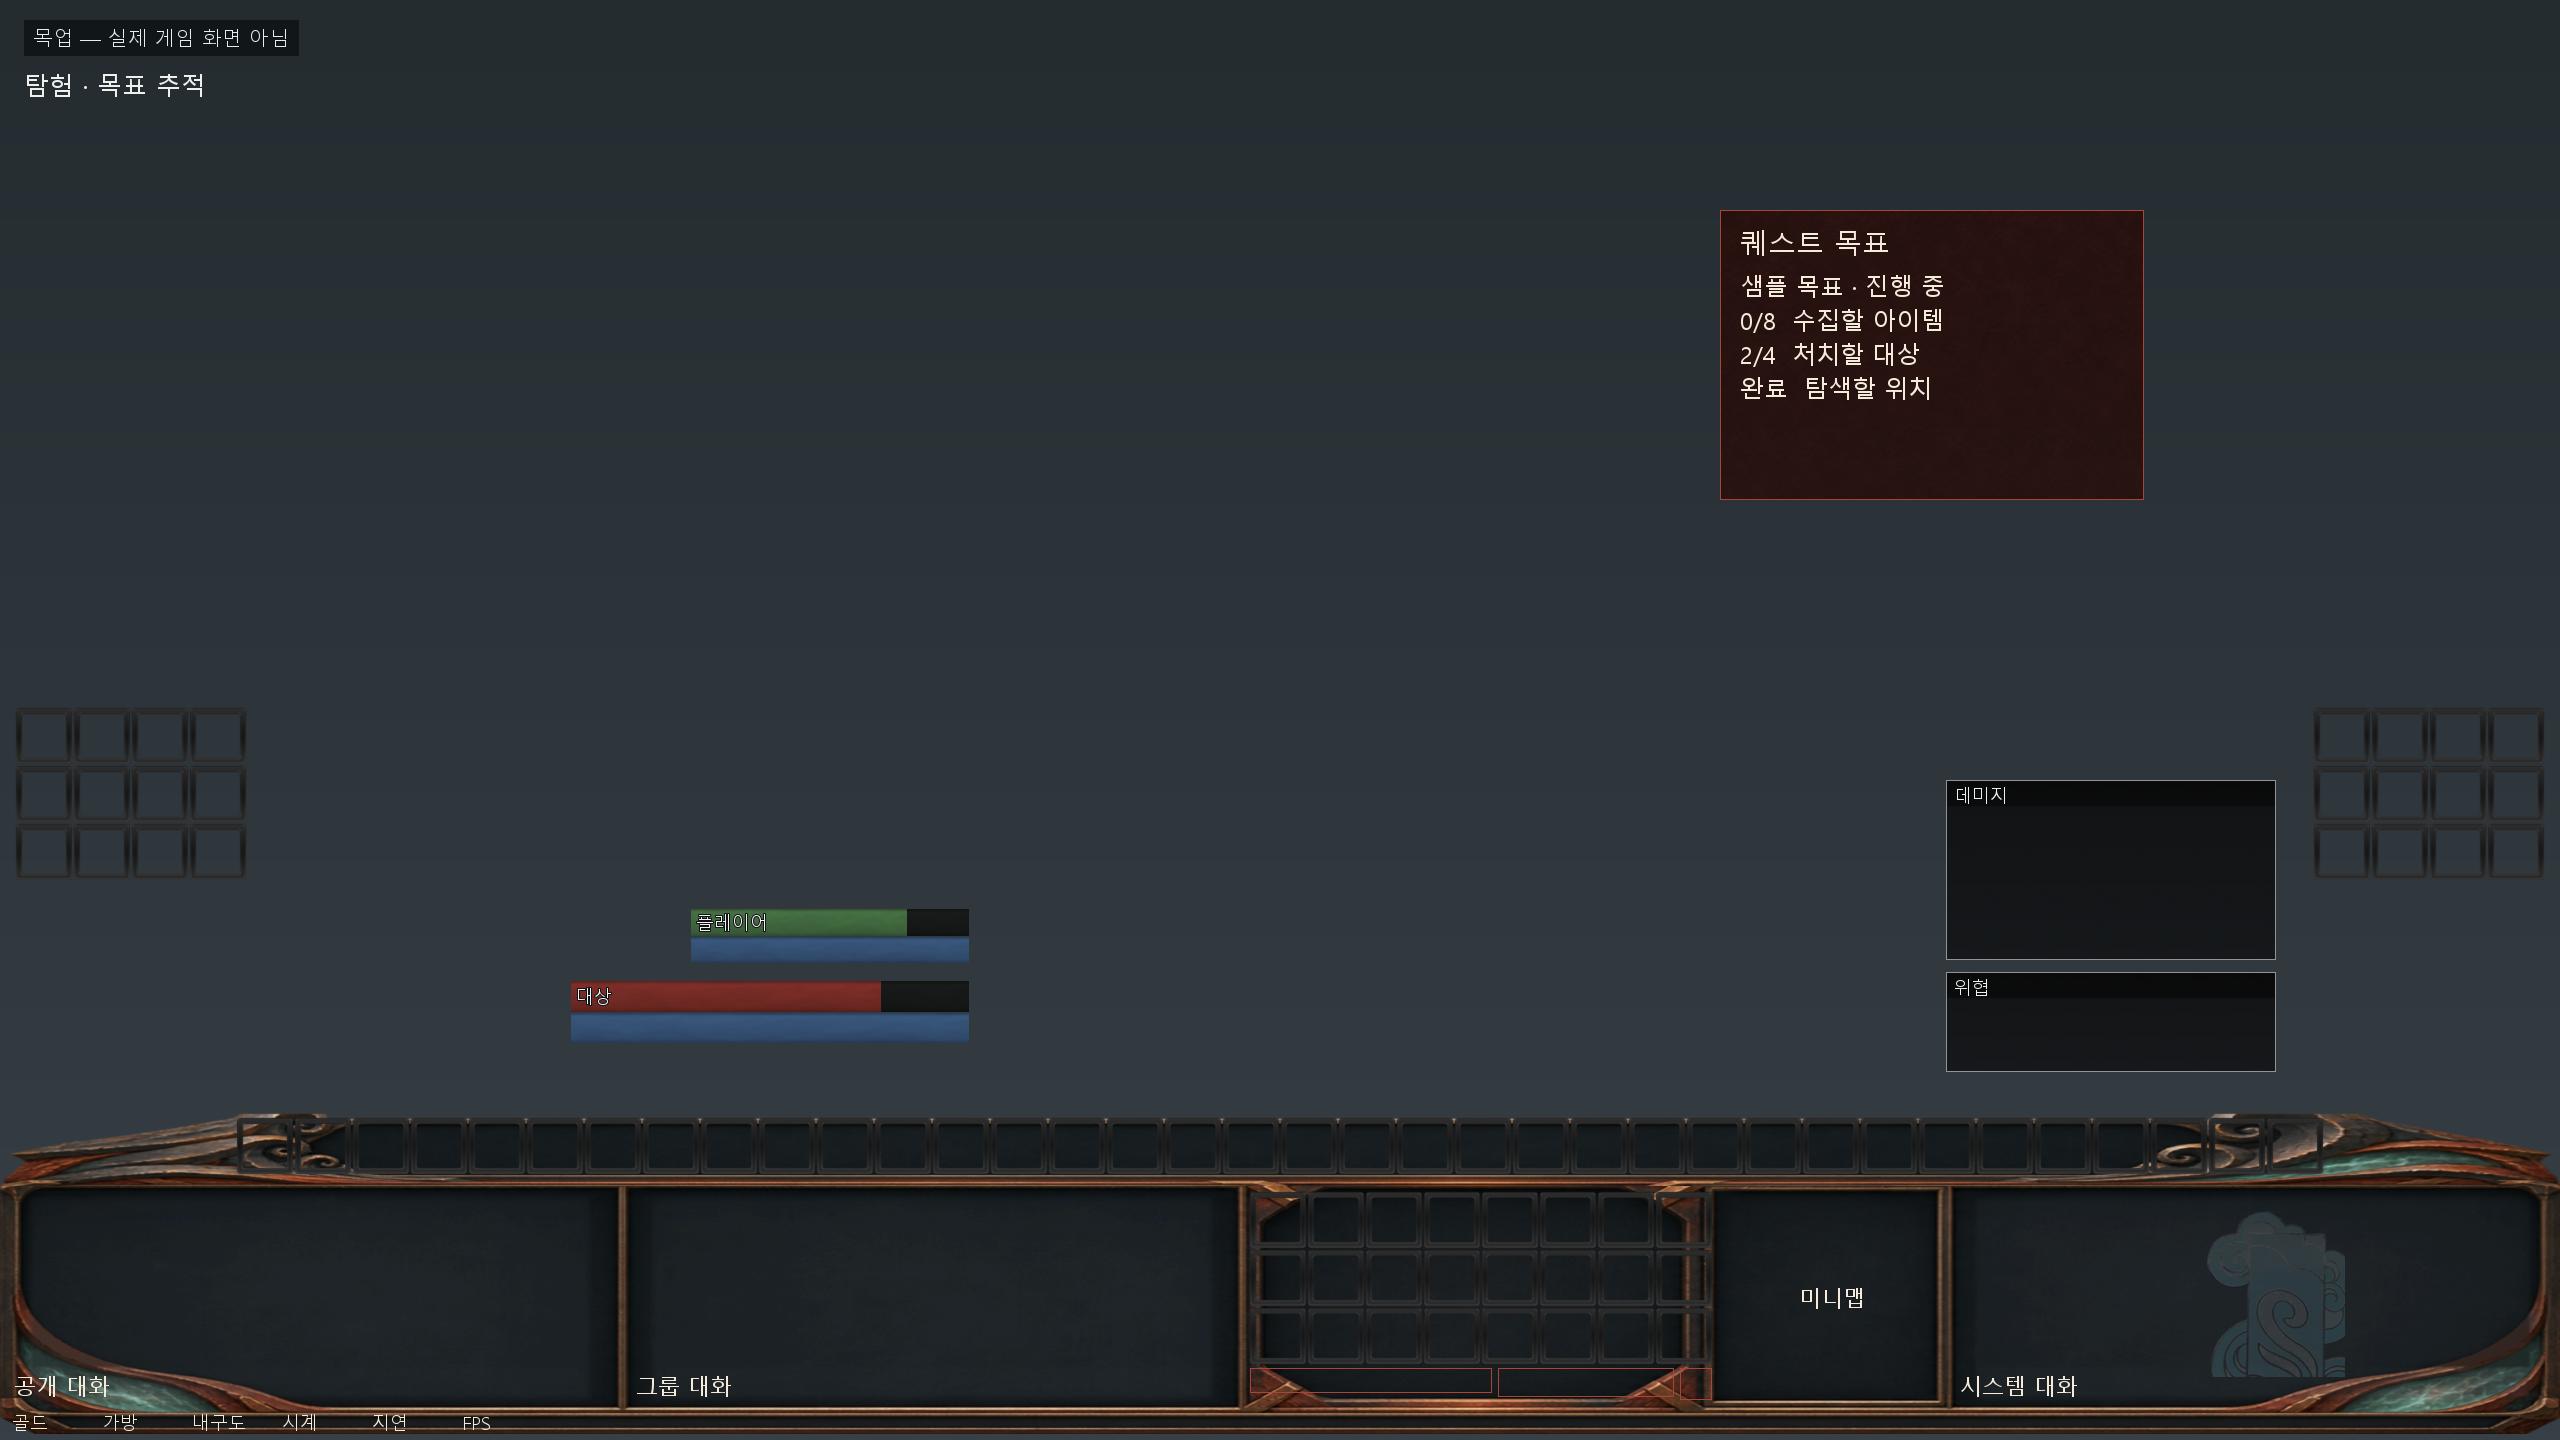 목업 — 실제 게임 화면 아님
탐험 · 목표 추적
퀘스트 목표
샘플 목표 · 진행 중
0/8 수집할 아이템
2/4 처치할 대상
완료 탐색할 위치
데미지
플레이어
위협
대상
미니맵
공개 대화
그룹 대화
시스템 대화
골드 가방 내구도 시계 지연 FPS